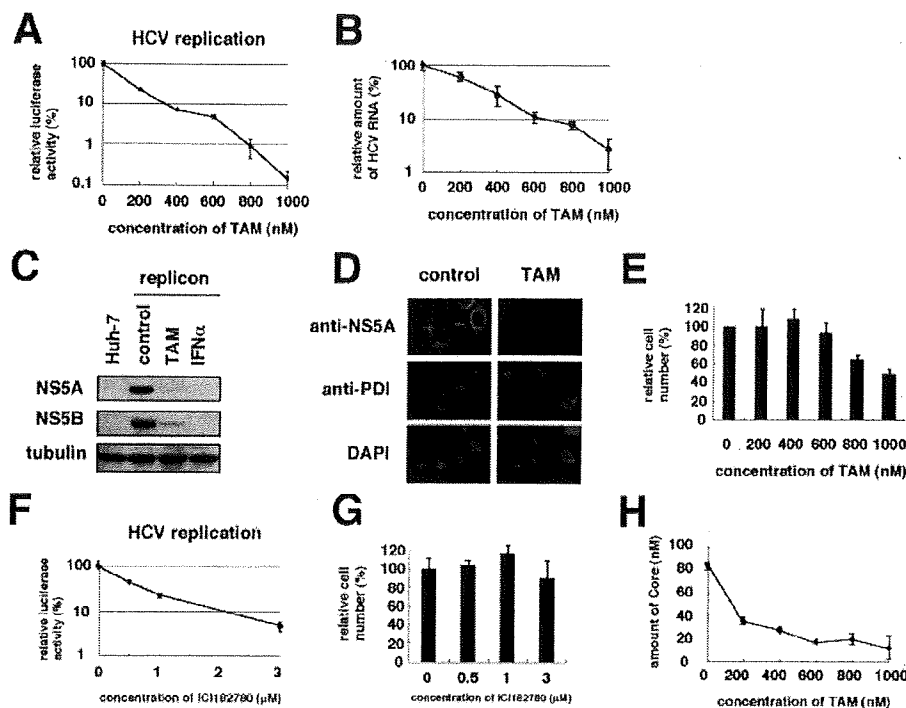 A
HCV replication
relative luciferase
activity (%)
100
10
1
0.1
0 200 400 600 800 1000
concentration of TAM (nM)
B
relative amount
of HCV RNA (%)
100
10
1
0 200 400 600 800 1000
concentration of TAM (nM)
C
replicon
Huh-7
control
TAM
IFNα
NS5A
NS5B
tubulin
D
control TAM
anti-NS5A
anti-PDI
DAPI
E
relative cell
number (%)
120
100
80
60
40
20
0
0 200 400 600 800 1000
concentration of TAM (nM)
F
HCV replication
relative luciferase
activity (%)
100
10
1
0 1 2 3
concentration of ICI182780 (μM)
G
relative cell
number (%)
120
100
80
60
40
20
0
0 0.5 1 3
concentration of ICI182780 (μM)
H
amount of Core (nM)
100
80
60
40
20
0
0 200 400 600 800 1000
concentration of TAM (nM)